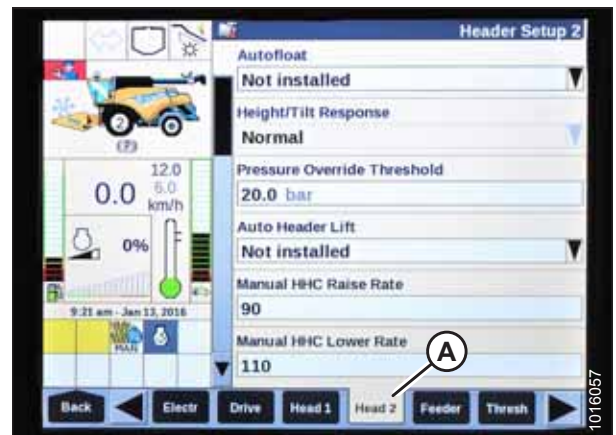 Header Setup 2
Autofloat
Not installed
Height/Tilt Response
Normal
Pressure Override Threshold
20.0 bar
Auto Header Lift
Not installed
Manual HHC Raise Rate
90
Manual HHC Lower Rate
110
2
(P)
12.0
0.0 6.0
km/h
0%
9:21 am - Jan 13, 2016
MAN
A
Back Electr Drive Head 1 Head 2 Feeder Thresh
1016057